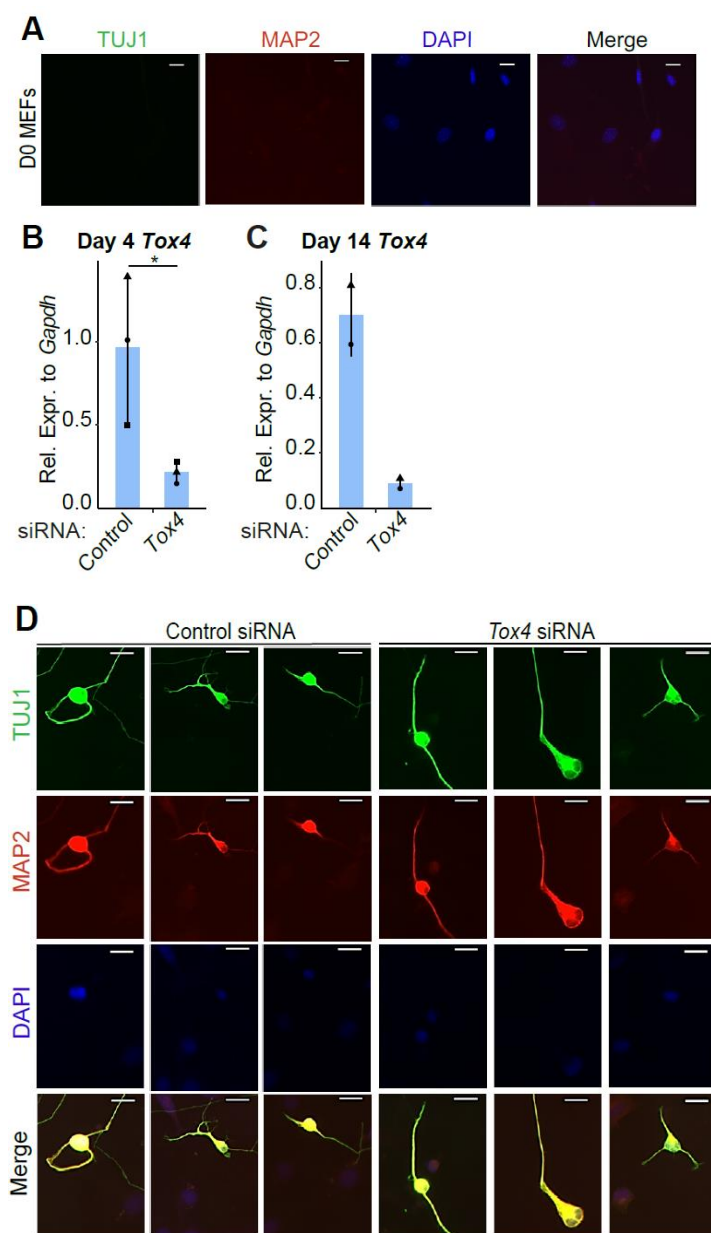 A
TUJ1 MAP2 DAPI Merge
D0 MEFs
B Day 4 Tox4
Rel. Expr. to Gapdh
*
1.0
0.5
0.0
siRNA: Control Tox4
C Day 14 Tox4
Rel. Expr. to Gapdh
0.8
0.6
0.4
0.2
0
siRNA: Control Tox4
D
Control siRNA Tox4 siRNA
TUJ1
MAP2
DAPI
Merge